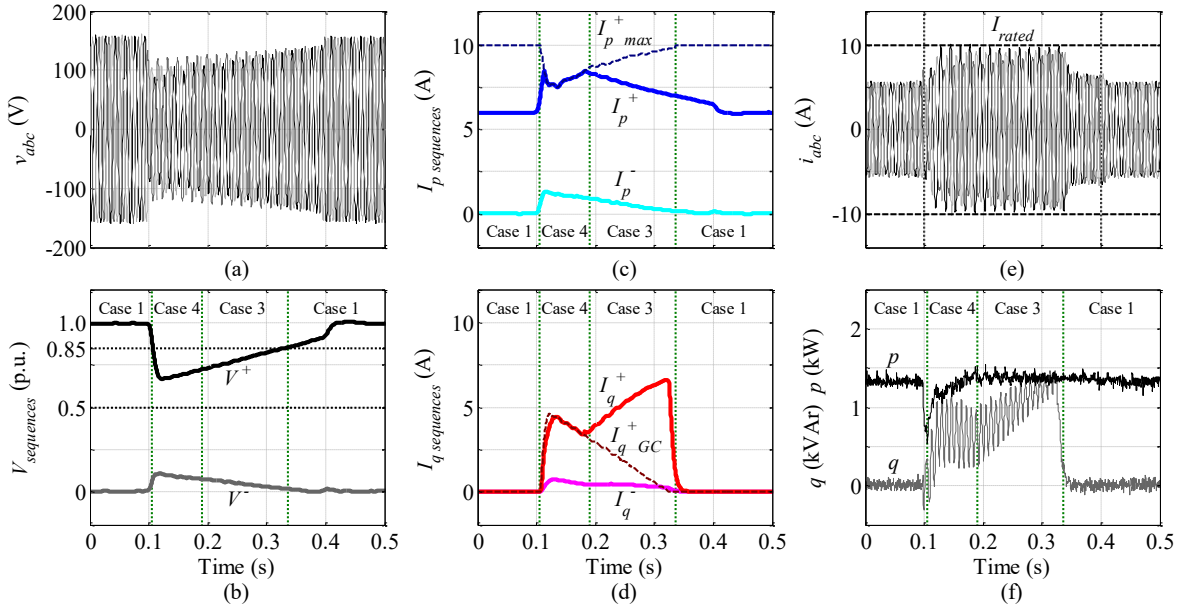 200
100
0
-100
-200
v_abc (V)
(a)
Case 1 Case 4 Case 3 Case 1
1.0
0.85
0.5
0
V_sequences (p.u.)
V^+
V^-
0 0.1 0.2 0.3 0.4 0.5
Time (s)
(b)
10
5
0
I_p sequences (A)
I_p^+ max
I_p^+
I_p^-
Case 1 Case 4 Case 3 Case 1
(c)
Case 1 Case 4 Case 3 Case 1
10
5
0
I_q sequences (A)
I_q^+
I_q^+ GC
I_q^-
0 0.1 0.2 0.3 0.4 0.5
Time (s)
(d)
10
0
-10
i_abc (A)
I_rated
(e)
Case 1 Case 4 Case 3 Case 1
2
1
0
q (kVAr) p (kW)
p
q
0 0.1 0.2 0.3 0.4 0.5
Time (s)
(f)